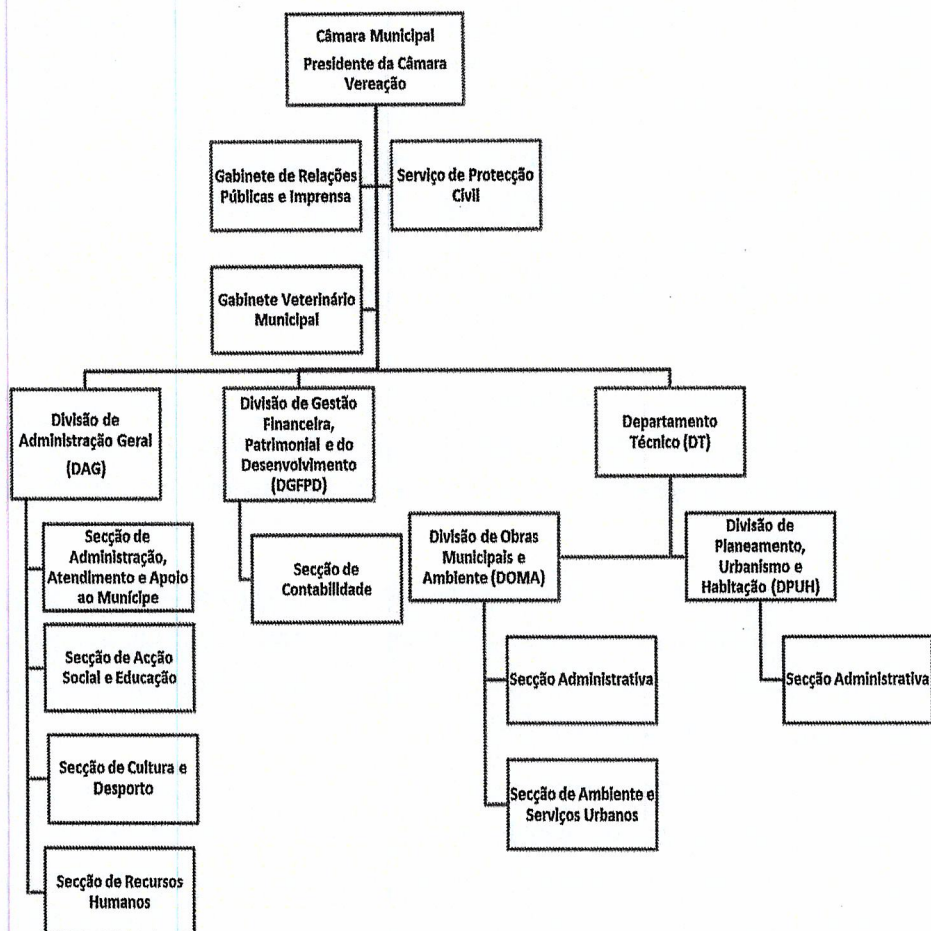 Câmara Municipal
Presidente da Câmara
Vereação
Gabinete de Relações
Públicas e Imprensa
Serviço de Protecção
Civil
Gabinete Veterinário
Municipal
Divisão de
Administração Geral
(DAG)
Divisão de Gestão
Financeira,
Patrimonial e do
Desenvolvimento
(DGFPD)
Departamento
Técnico (DT)
Secção de
Administração,
Atendimento e Apoio
ao Munícipe
Secção de Acção
Social e Educação
Secção de Cultura e
Desporto
Secção de Recursos
Humanos
Secção de
Contabilidade
Divisão de Obras
Municipais e
Ambiente (DOMA)
Secção Administrativa
Secção de Ambiente e
Serviços Urbanos
Divisão de
Planeamento,
Urbanismo e
Habitação (DPUH)
Secção Administrativa